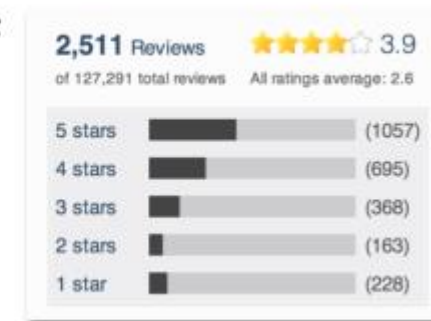 2,511 Reviews 3.9
of 127,291 total reviews All ratings average: 2.6
5 stars (1057)
4 stars (695)
3 stars (368)
2 stars (163)
1 star (228)